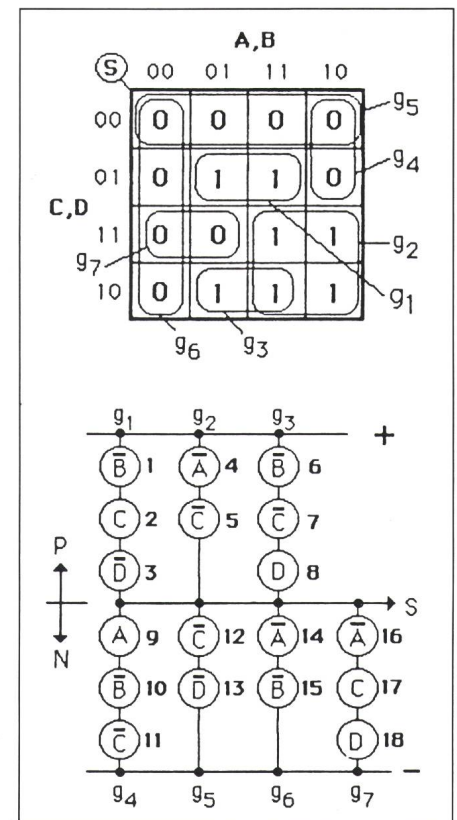 A,B
S 00 01 11 10
00 0 0 0 0 g5
01 0 1 1 0 g4
C,D
11 0 0 1 1 g2
g7
10 0 1 1 1 g1
g6 g3
g1 g2 g3
+
B̅ 1 A̅ 4 B̅ 6
C 2 C̅ 5 C̅ 7
P D̅ 3 D 8
S
N A 9 C̅ 12 A̅ 14 A̅ 16
B̅ 10 D̅ 13 B̅ 15 C 17
C̅ 11 D 18
−
g4 g5 g6 g7